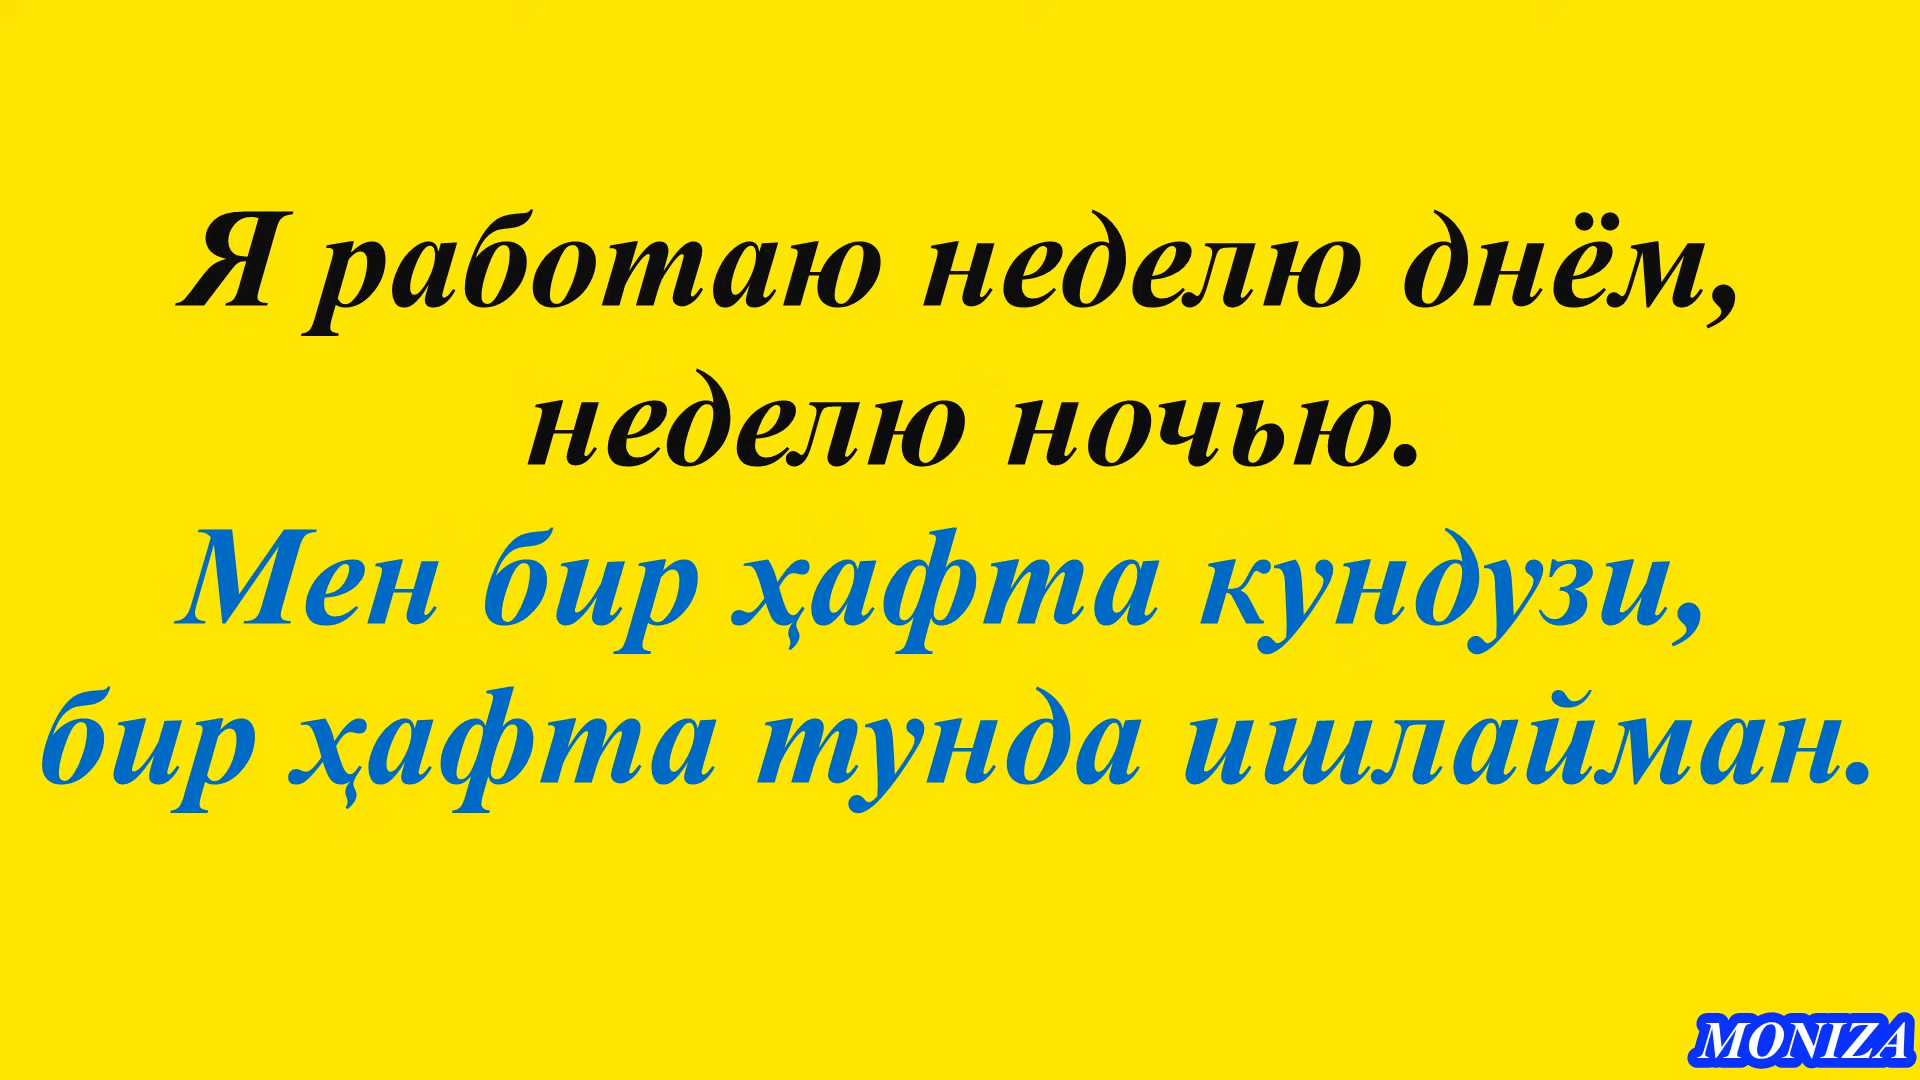 Я работаю неделю днём,
неделю ночью.
Мен бир ҳафта кундузи,
бир ҳафта тунда ишлайман.
MONIZA